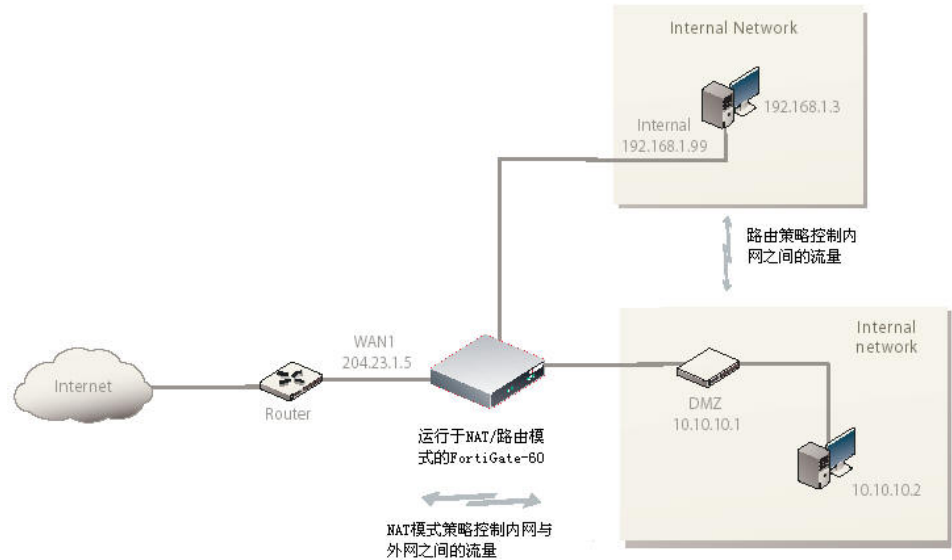 Internal Network
192.168.1.3
Internal
192.168.1.99
路由策略控制内
网之间的流量
Internal
network
WAN1
204.23.1.5
Internet
Router
DMZ
10.10.10.1
运行于NAT/路由模
式的FortiGate-60
10.10.10.2
NAT模式策略控制内网与
外网之间的流量